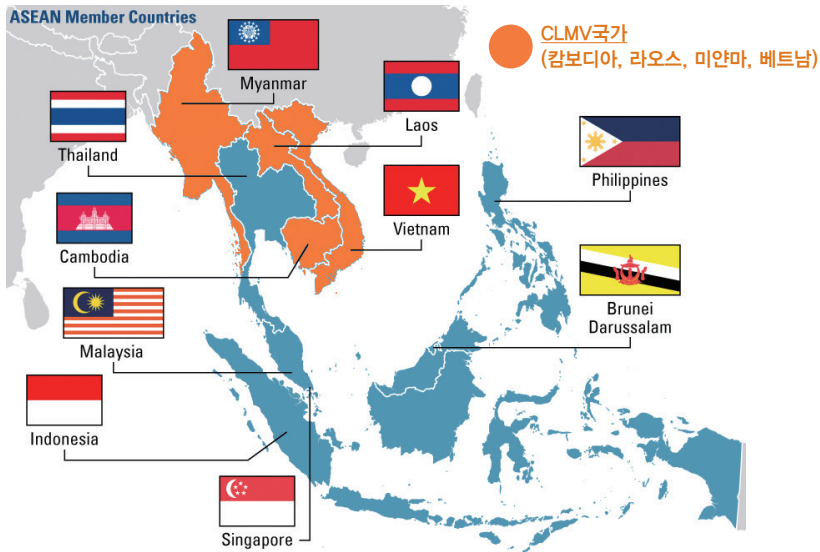 ASEAN Member Countries
CLMV국가
(캄보디아, 라오스, 미얀마, 베트남)
Myanmar
Laos
Thailand
Philippines
Vietnam
Cambodia
Brunei
Darussalam
Malaysia
Indonesia
Singapore